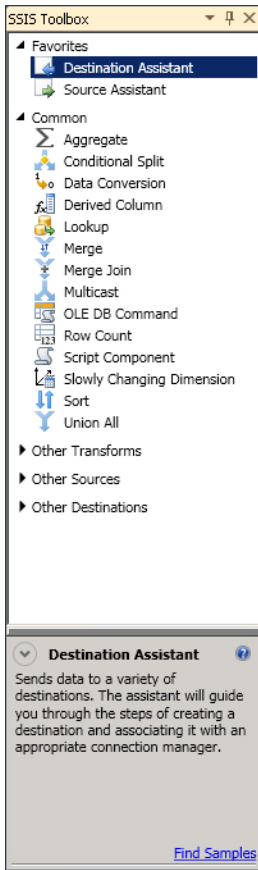 SSIS Toolbox
Favorites
Destination Assistant
Source Assistant
Common
Aggregate
Conditional Split
Data Conversion
Derived Column
Lookup
Merge
Merge Join
Multicast
OLE DB Command
Row Count
Script Component
Slowly Changing Dimension
Sort
Union All
Other Transforms
Other Sources
Other Destinations
Destination Assistant
Sends data to a variety of
destinations. The assistant will guide
you through the steps of creating a
destination and associating it with an
appropriate connection manager.
Find Samples